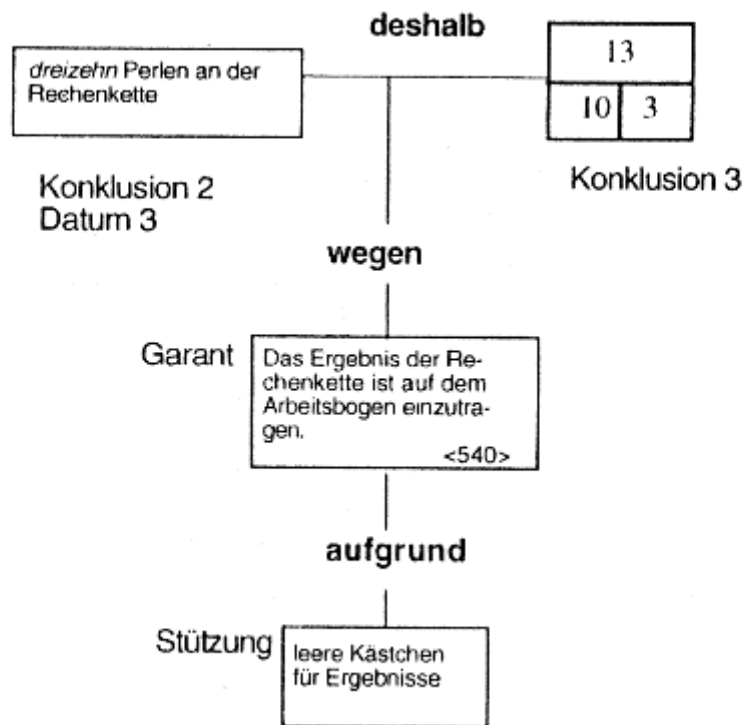 deshalb
dreizehn Perlen an der
Rechenkette
13
10 3
Konklusion 2
Datum 3
Konklusion 3
wegen
Garant
Das Ergebnis der Re-
chenkette ist auf dem
Arbeitsbogen einzutra-
gen.
<540>
aufgrund
Stützung
leere Kästchen
für Ergebnisse